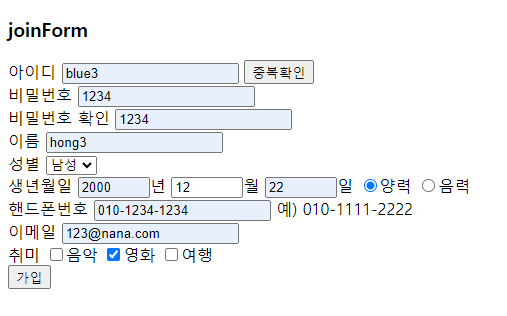 joinForm
아이디 blue3 중복확인
비밀번호 1234
비밀번호 확인 1234
이름 hong3
성별 남성
생년월일 2000 년 12 월 22 일 양력 음력
핸드폰번호 010-1234-1234 예) 010-1111-2222
이메일 123@nana.com
취미 음악 영화 여행
가입